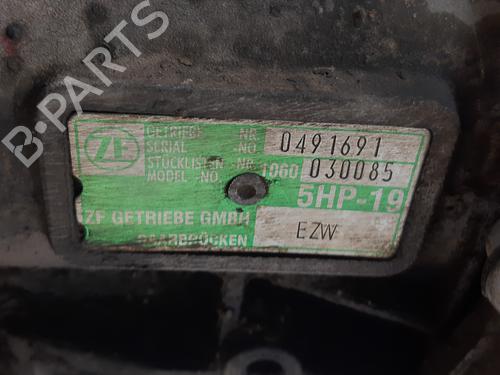 ZF
GETRIEBE NR. 0491691
SERIAL -NO.
STÜCKLISTEN - NR. 1060 030085
MODEL -NO.
5HP-19
ZF GETRIEBE GMBH EZW
SAARBRÜCKEN
B-PARTS